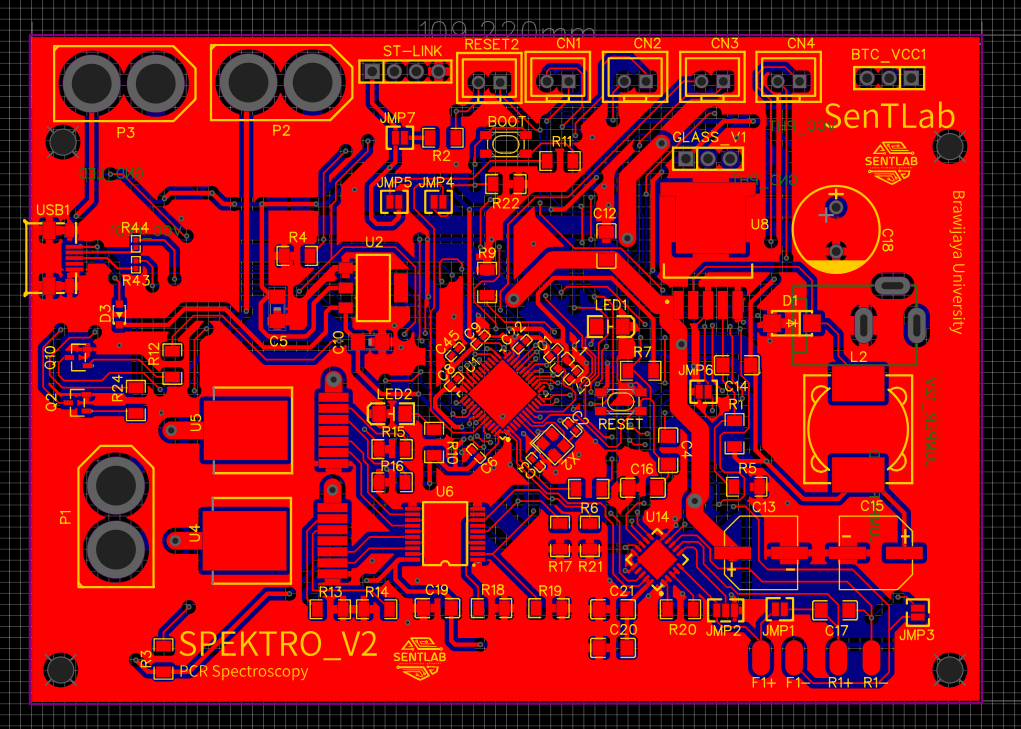 109.220mm
ST-LINK
RESET2
CN1
CN2
CN3
CN4
BTC_VCC1
P3
P2
JMP7
BOOT
SenTLab
R2
R11
GLASS_V1
SENTLAB
JMP5
JMP4
R22
USB1
R44
R43
R4
U2
C12
R9
U8
C18
Brawijaya University
D3
C5
C10
LED1
D1
Q10
R12
R7
L2
JMP6
C14
Q2
R24
LED2
R1
RESET
U5
R15
R10
C4
P16
R5
C16
P1
U6
R6
C13
C15
U4
U14
R17
R21
R13
R14
C19
R18
R19
C21
R20
JMP2
JMP1
C17
JMP3
C20
SPEKTRO_V2
PCR Spectroscopy
R3
SENTLAB
F1+
F1-
R1+
R1-